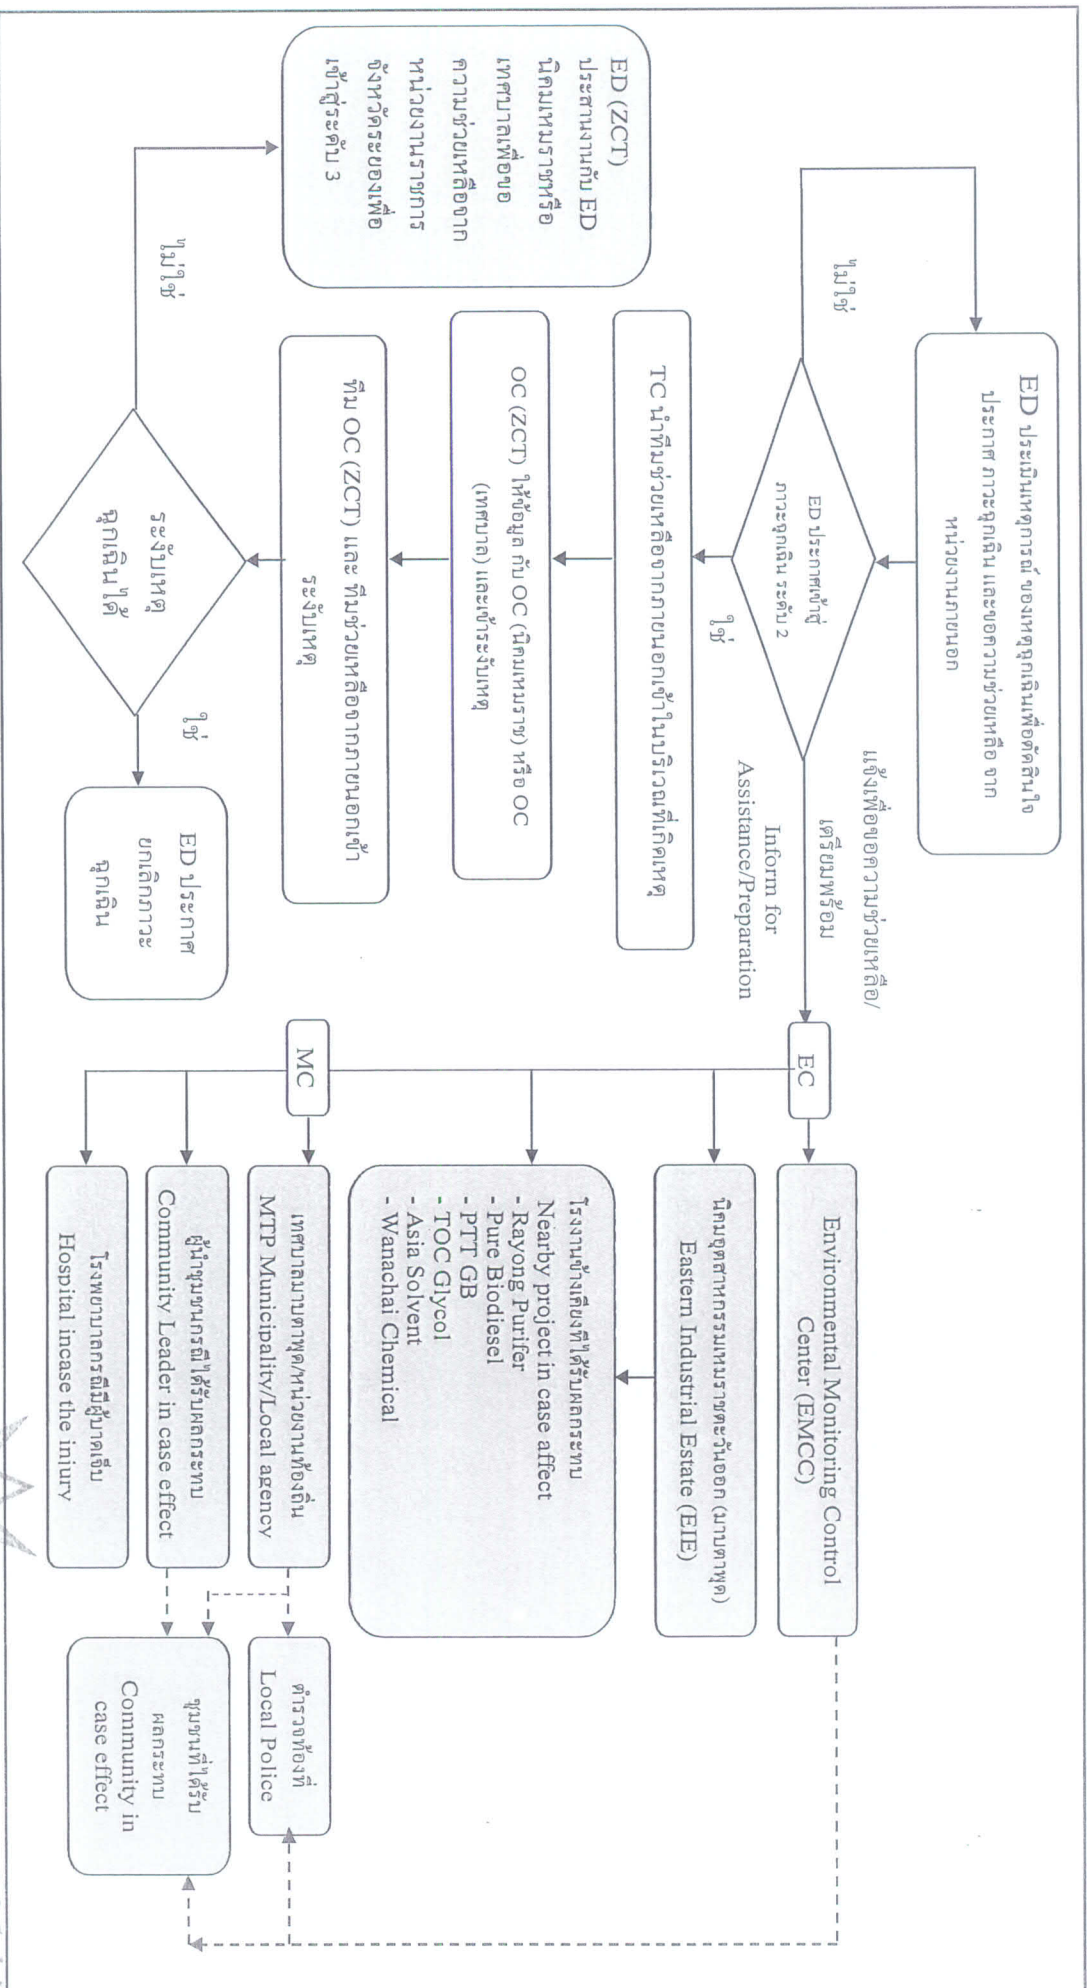 ED ประเมินเหตุการณ์ ของเหตุฉุกเฉินเพื่อตัดสินใจ
ประกาศ ภาวะฉุกเฉิน และขอความช่วยเหลือ จาก
หน่วยงานภายนอก
ไม่ใช่
ED ประกาศเข้าสู่
ภาวะฉุกเฉิน ระดับ 2
ใช่
แจ้งเพื่อขอความช่วยเหลือ/
เตรียมพร้อม
Inform for
Assistance/Preparation
TC นำทีมช่วยเหลือจากภายนอกเข้าในบริเวณที่เกิดเหตุ
OC (ZCT) ให้ข้อมูล กับ OC (นิคมเหมราช) หรือ OC
(เทศบาล) และเข้าระงับเหตุ
ทีม OC (ZCT) และ ทีมช่วยเหลือจากภายนอกเข้า
ระงับเหตุ
ระงับเหตุ
ฉุกเฉินได้
ไม่ใช่
ใช่
ED (ZCT)
ประสานงานกับ ED
นิคมเหมราชหรือ
เทศบาลเพื่อขอ
ความช่วยเหลือจาก
หน่วยงานราชการ
จังหวัดระยองเพื่อ
เข้าสู่ระดับ 3
ED ประกาศ
ยกเลิกภาวะ
ฉุกเฉิน
EC
MC
Environmental Monitoring Control
Center (EMCC)
นิคมอุตสาหกรรมเหมราชตะวันออก (มาบตาพุด)
Eastern Industrial Estate (EIE)
โรงงานข้างเคียงที่ได้รับผลกระทบ
Nearby project in case affect
- Rayong Purifer
- Pure Biodiesel
- PTT GB
- TOC Glycol
- Asia Solvent
- Wanachai Chemical
เทศบาลมาบตาพุด/หน่วยงานท้องถิ่น
MTP Municipality/Local agency
ผู้นำชุมชนกรณีได้รับผลกระทบ
Community Leader in case effect
โรงพยาบาลกรณีมีผู้บาดเจ็บ
Hospital incase the injury
ตำรวจท้องที่
Local Police
ชุมชนที่ได้รับ
ผลกระทบ
Community in
case effect